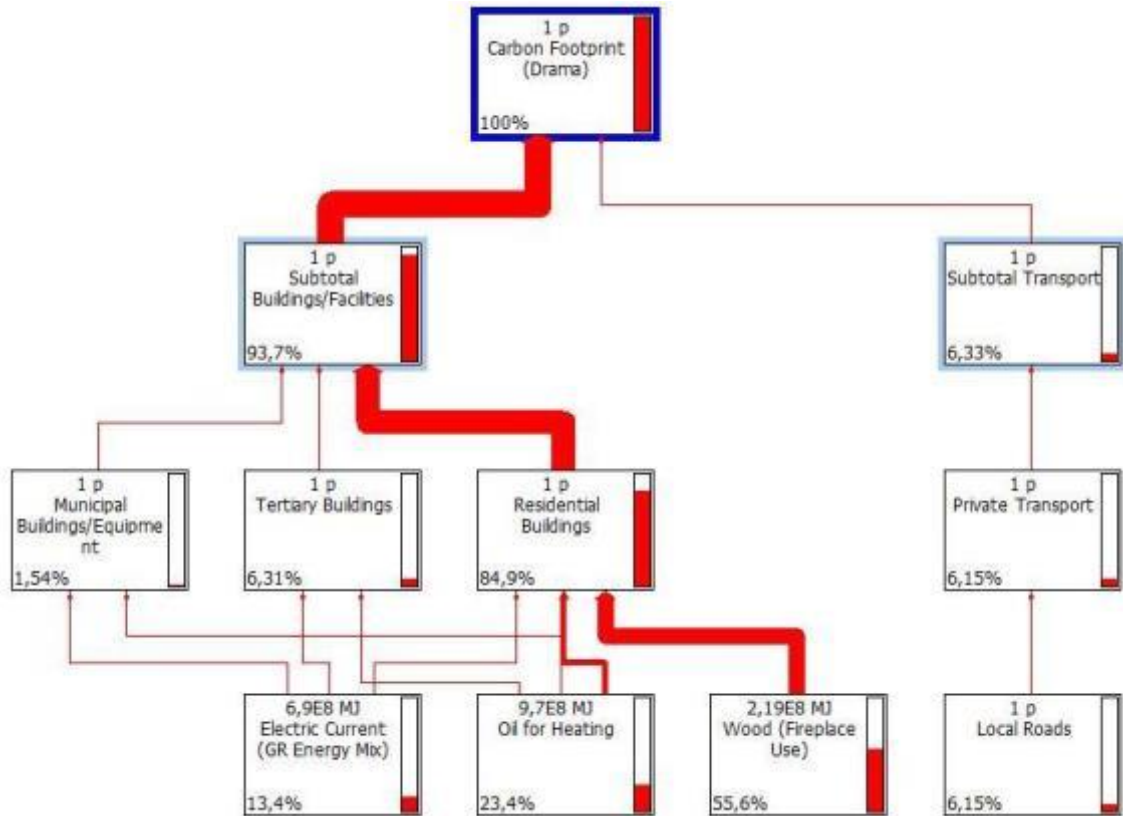 1 p
Carbon Footprint
(Drama)
100%
1 p
Subtotal
Buildings/Facilities
93,7%
1 p
Subtotal Transport
6,33%
1 p
Municipal
Buildings/Equipme
nt
1,54%
1 p
Tertiary Buildings
6,31%
1 p
Residential
Buildings
84,9%
1 p
Private Transport
6,15%
6,9E8 MJ
Electric Current
(GR Energy Mix)
13,4%
9,7E8 MJ
Oil for Heating
23,4%
2,19E8 MJ
Wood (Fireplace
Use)
55,6%
1 p
Local Roads
6,15%